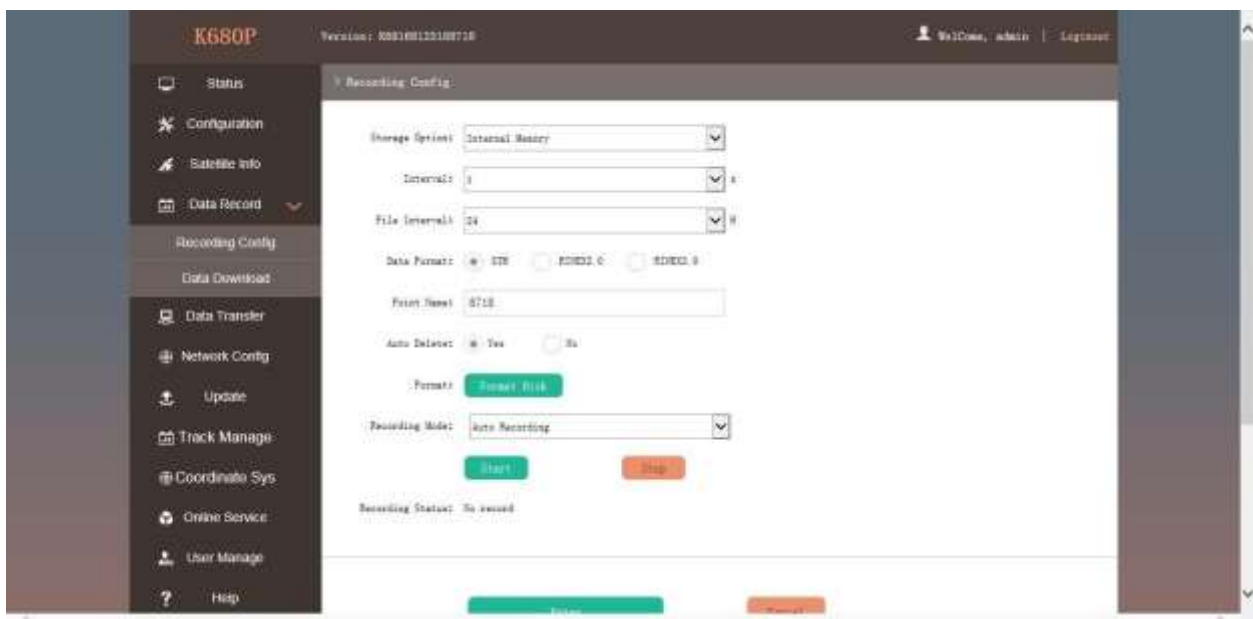 K680P
Welcome, admin | Loginout
Status
> Recording Config
Configuration
Storage Option: Internal Memory
Satellite Info
Interval: 1 s
Data Record
File Interval: 24 H
Recording Config
Data Format: STH RINEX2.0 RINEX3.0
Data Download
Point Name: 8718
Data Transfer
Auto Delete: Yes No
Network Config
Format: Format Disk
Update
Recording Mode: Auto Recording
Track Manage
Start Stop
Coordinate Sys
Recording Status: No record
Online Service
User Manage
? Help
Enter Cancel